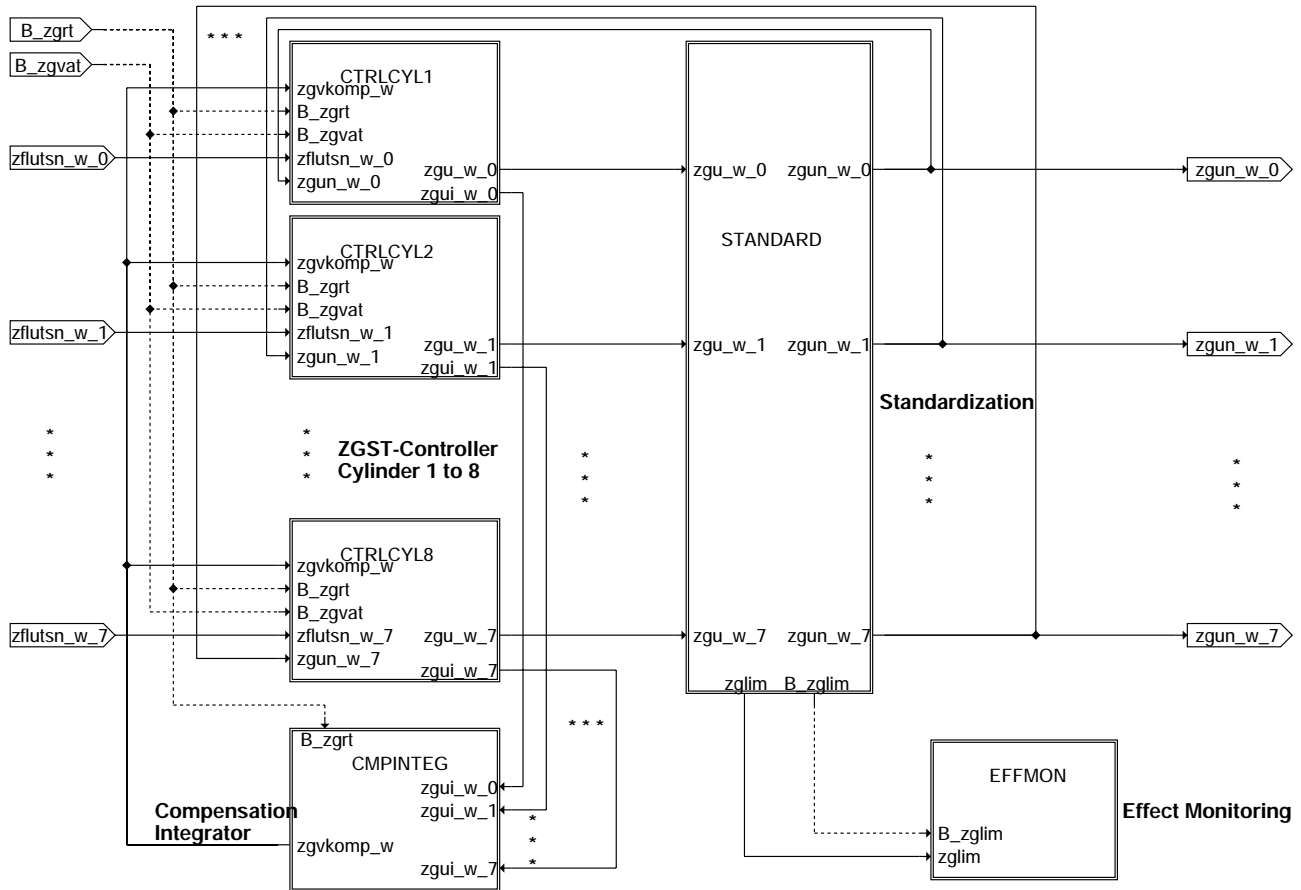 B_zgrt
* * *
B_zgvat
CTRLCYL1
zgvkomp_w
B_zgrt
B_zgvat
zflutsn_w_0
zflutsn_w_0
zgun_w_0
zgu_w_0
zgui_w_0
zgu_w_0
zgun_w_0
zgun_w_0
STANDARD
CTRLCYL2
zgvkomp_w
B_zgrt
B_zgvat
zflutsn_w_1
zflutsn_w_1
zgun_w_1
zgu_w_1
zgui_w_1
zgu_w_1
zgun_w_1
zgun_w_1
Standardization
*
*
*
*
*
*
ZGST-Controller
Cylinder 1 to 8
*
*
*
*
*
*
*
*
*
CTRLCYL8
zgvkomp_w
B_zgrt
B_zgvat
zflutsn_w_7
zflutsn_w_7
zgun_w_7
zgu_w_7
zgui_w_7
zgu_w_7
zgun_w_7
zgun_w_7
zglim
B_zglim
* * *
B_zgrt
CMPINTEG
zgui_w_0
zgui_w_1
*
*
*
zgvkomp_w
zgui_w_7
Compensation
Integrator
EFFMON
B_zglim
zglim
Effect Monitoring